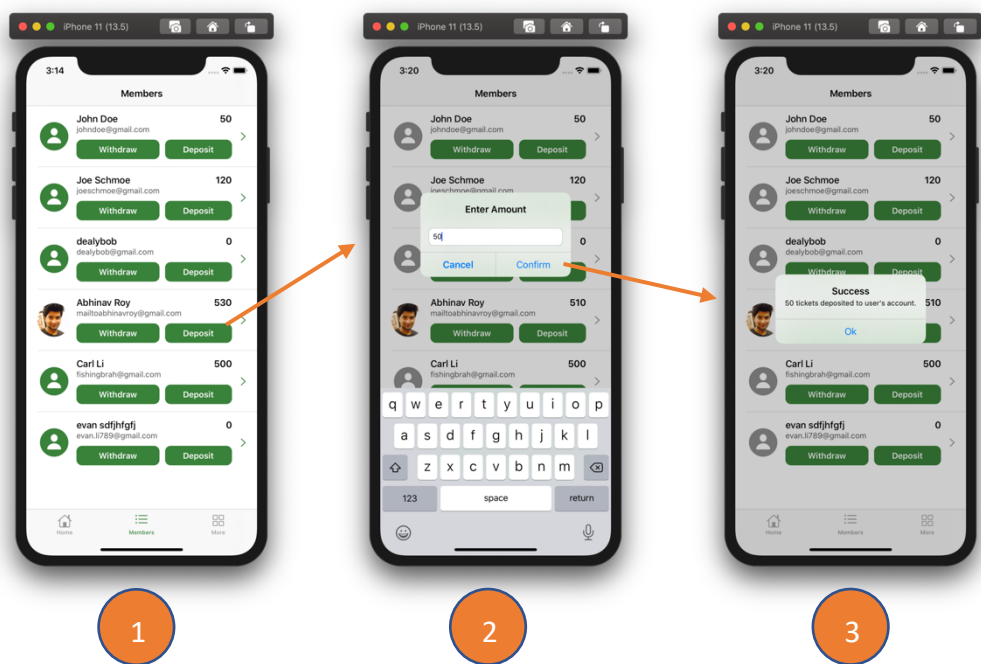 iPhone 11 (13.5)
3:14
Members
John Doe 50
johndoe@gmail.com
Withdraw Deposit
Joe Schmoe 120
joeschmoe@gmail.com
Withdraw Deposit
dealybob 0
dealybob@gmail.com
Withdraw Deposit
Abhinav Roy 530
mailtoabhinavroy@gmail.com
Withdraw Deposit
Carl Li 500
fishingbrah@gmail.com
Withdraw Deposit
evan sdfjhfgfj 0
evan.li789@gmail.com
Withdraw Deposit
Home Members More
1
iPhone 11 (13.5)
3:20
Members
John Doe 50
johndoe@gmail.com
Withdraw Deposit
Joe Schmoe 120
joeschmoe@gmail.com
Enter Amount
0
50
Cancel Confirm
Abhinav Roy 510
mailtoabhinavroy@gmail.com
Withdraw Deposit
Carl Li 500
fishingbrah@gmail.com
q w e r t y u i o p
a s d f g h j k l
z x c v b n m
123 space return
2
iPhone 11 (13.5)
3:20
Members
John Doe 50
johndoe@gmail.com
Withdraw Deposit
Joe Schmoe 120
joeschmoe@gmail.com
Withdraw Deposit
dealybob 0
dealybob@gmail.com
Withdraw Deposit
Success
50 tickets deposited to user's account. 510
Ok
Carl Li 500
fishingbrah@gmail.com
Withdraw Deposit
evan sdfjhfgfj 0
evan.li789@gmail.com
Withdraw Deposit
Home Members More
3